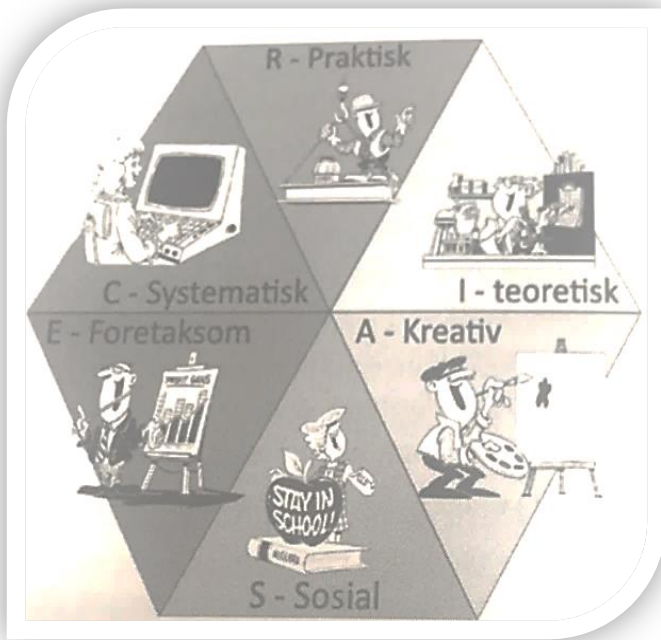 R - Praktisk
C - Systematisk
I - teoretisk
E - Foretaksom
A - Kreativ
STAY IN
SCHOOL!
S - Sosial